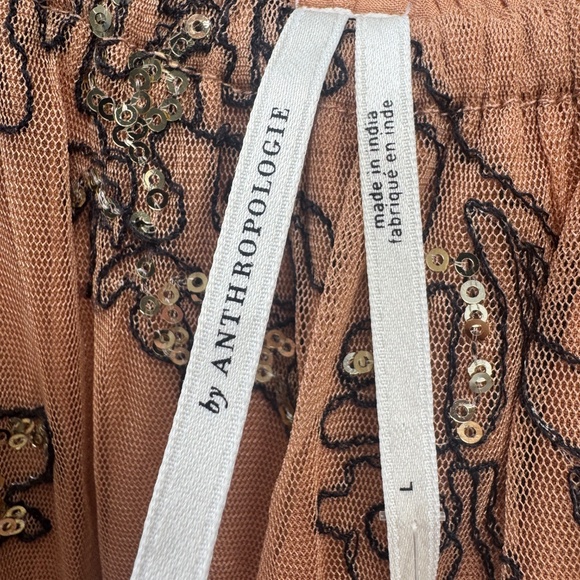 by ANTHROPOLOGIE
made in india
fabriqué en inde
L